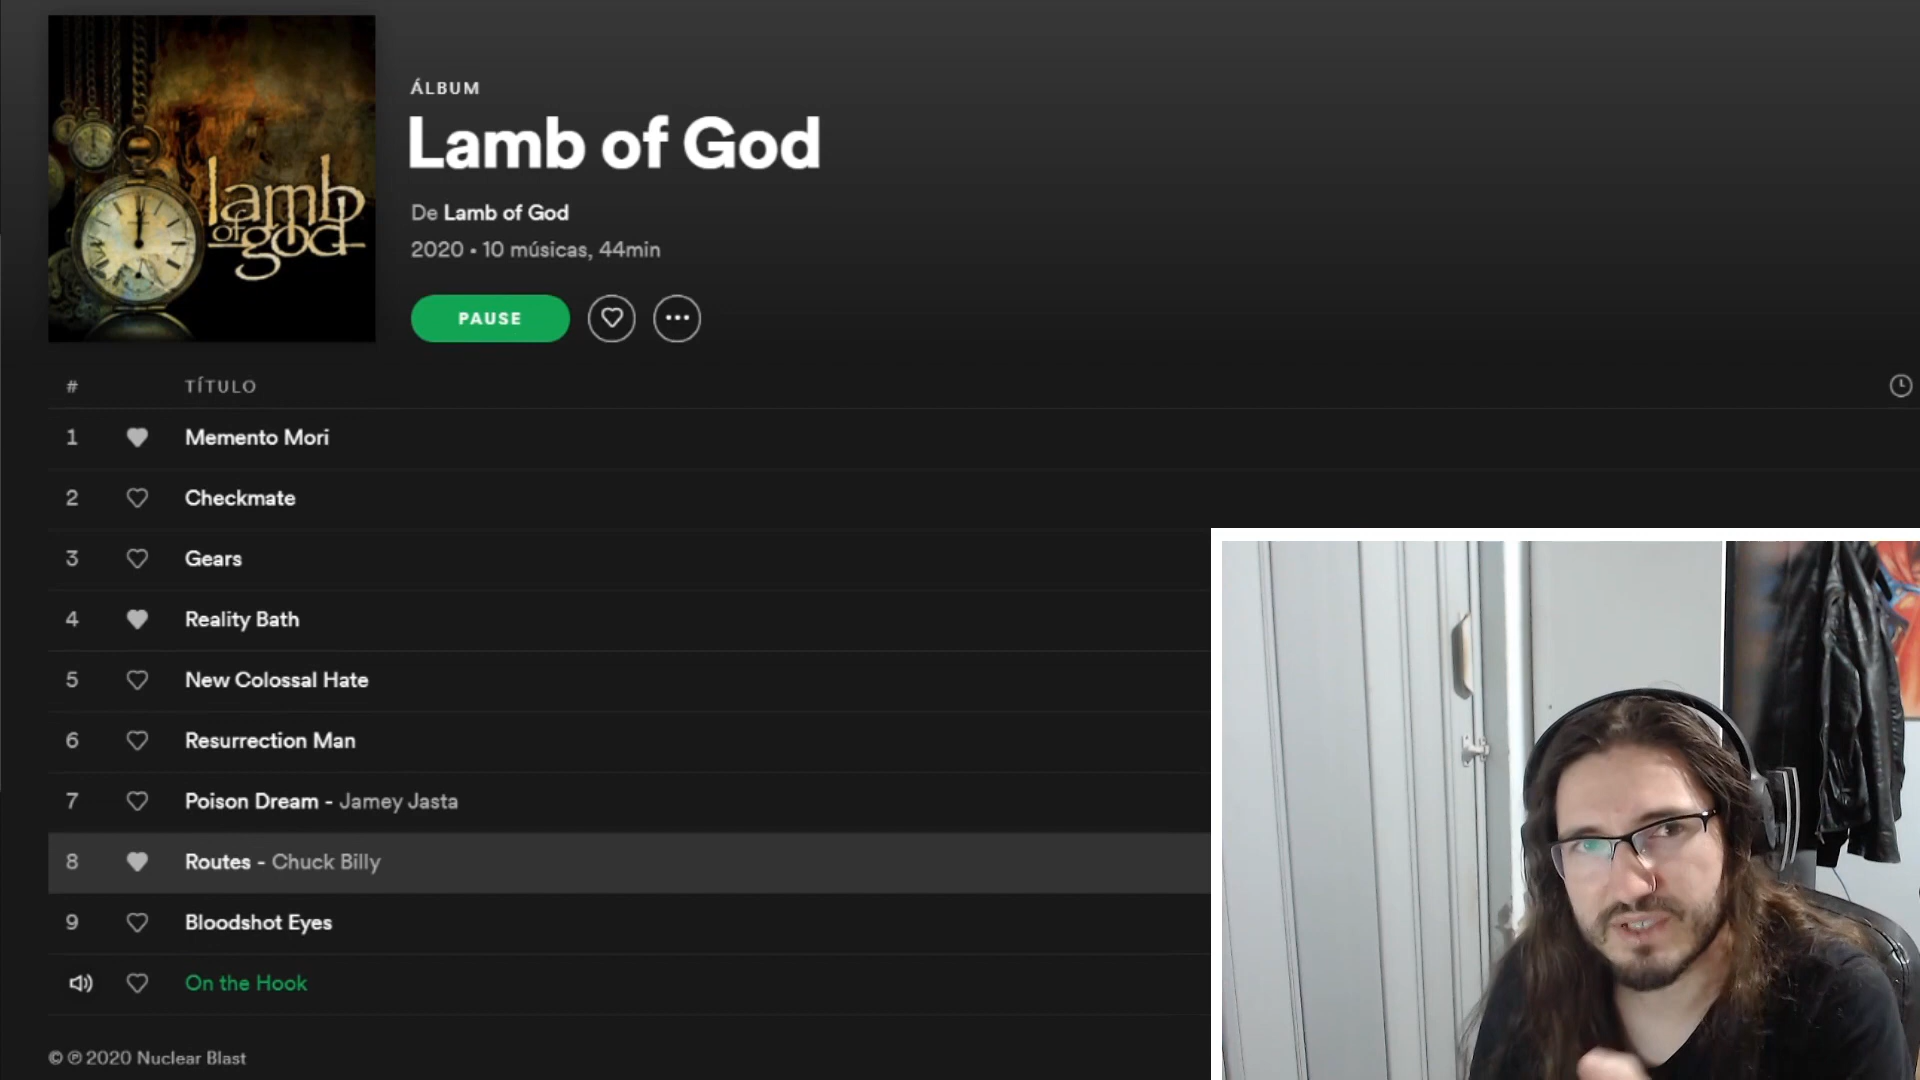 lamb
of
god
ÁLBUM
Lamb of God
De Lamb of God
2020 • 10 músicas, 44min
PAUSE
# TÍTULO
1 Memento Mori
2 Checkmate
3 Gears
4 Reality Bath
5 New Colossal Hate
6 Resurrection Man
7 Poison Dream - Jamey Jasta
8 Routes - Chuck Billy
9 Bloodshot Eyes
On the Hook
© ℗ 2020 Nuclear Blast